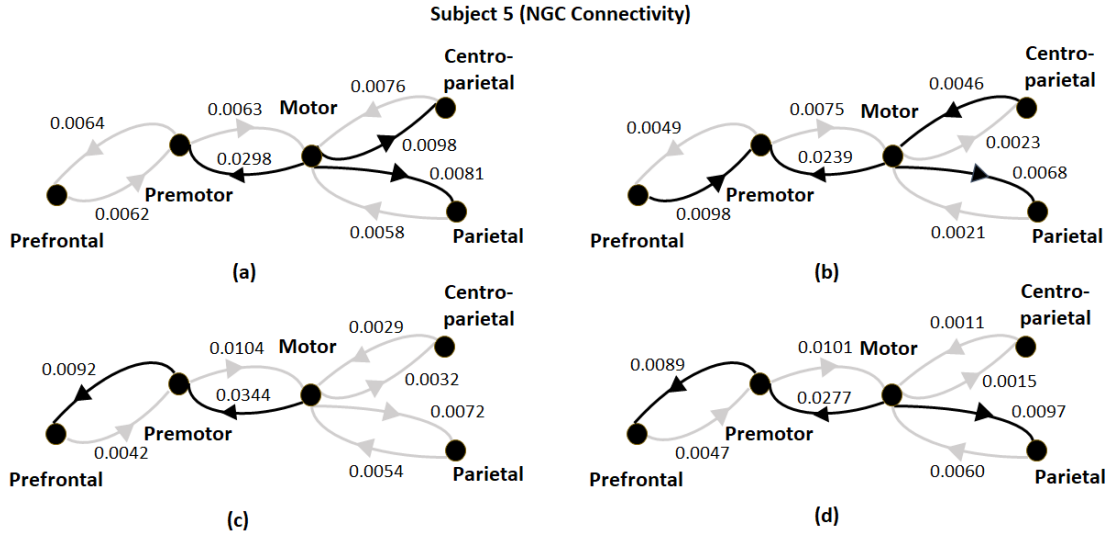 Subject 5 (NGC Connectivity)
Centro-
parietal
0.0076
Motor
0.0063
0.0064
0.0098
0.0298
0.0081
Premotor
0.0062
0.0058
Prefrontal
Parietal
(a)
Centro-
parietal
0.0046
Motor
0.0075
0.0049
0.0023
0.0239
0.0068
Premotor
0.0098
0.0021
Prefrontal
Parietal
(b)
Centro-
parietal
0.0029
Motor
0.0104
0.0092
0.0032
0.0344
0.0072
Premotor
0.0042
0.0054
Prefrontal
Parietal
(c)
Centro-
parietal
0.0011
Motor
0.0101
0.0089
0.0015
0.0277
0.0097
Premotor
0.0047
0.0060
Prefrontal
Parietal
(d)